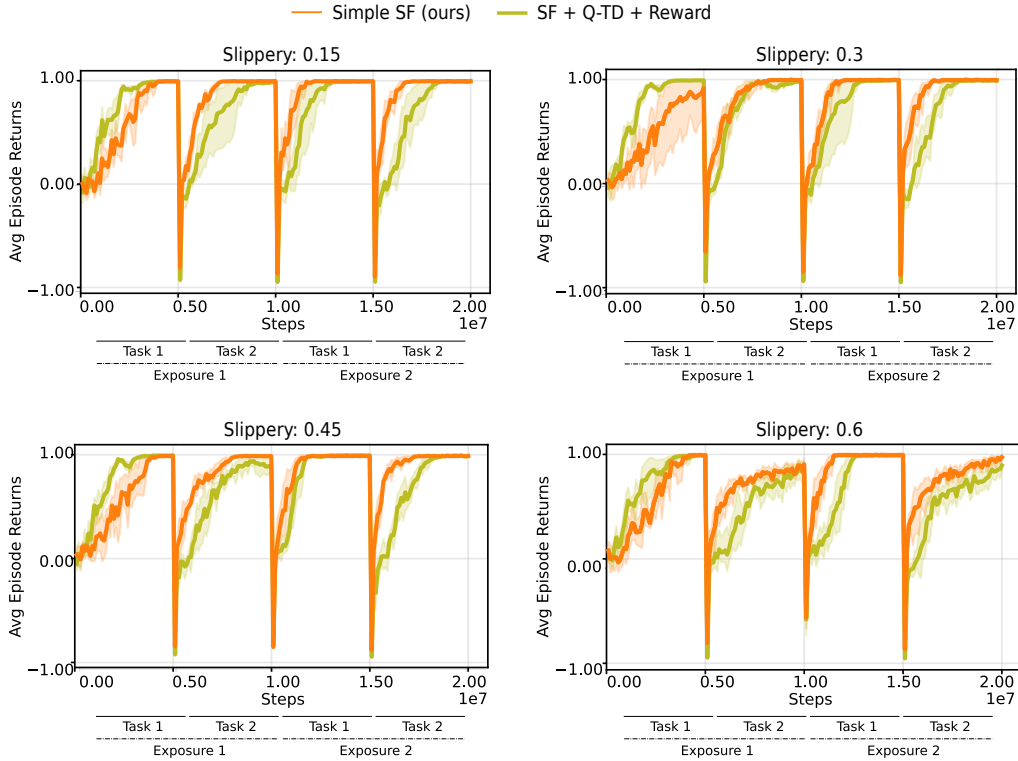 Simple SF (ours) SF + Q-TD + Reward
Slippery: 0.15
Avg Episode Returns
1.00
0.00
−1.00
0.00 0.50 1.00 1.50 2.00
Steps 1e7
Task 1 Task 2 Task 1 Task 2
Exposure 1 Exposure 2
Slippery: 0.3
Avg Episode Returns
1.00
0.00
−1.00
0.00 0.50 1.00 1.50 2.00
Steps 1e7
Task 1 Task 2 Task 1 Task 2
Exposure 1 Exposure 2
Slippery: 0.45
Avg Episode Returns
1.00
0.00
−1.00
0.00 0.50 1.00 1.50 2.00
Steps 1e7
Task 1 Task 2 Task 1 Task 2
Exposure 1 Exposure 2
Slippery: 0.6
Avg Episode Returns
1.00
0.00
−1.00
0.00 0.50 1.00 1.50 2.00
Steps 1e7
Task 1 Task 2 Task 1 Task 2
Exposure 1 Exposure 2